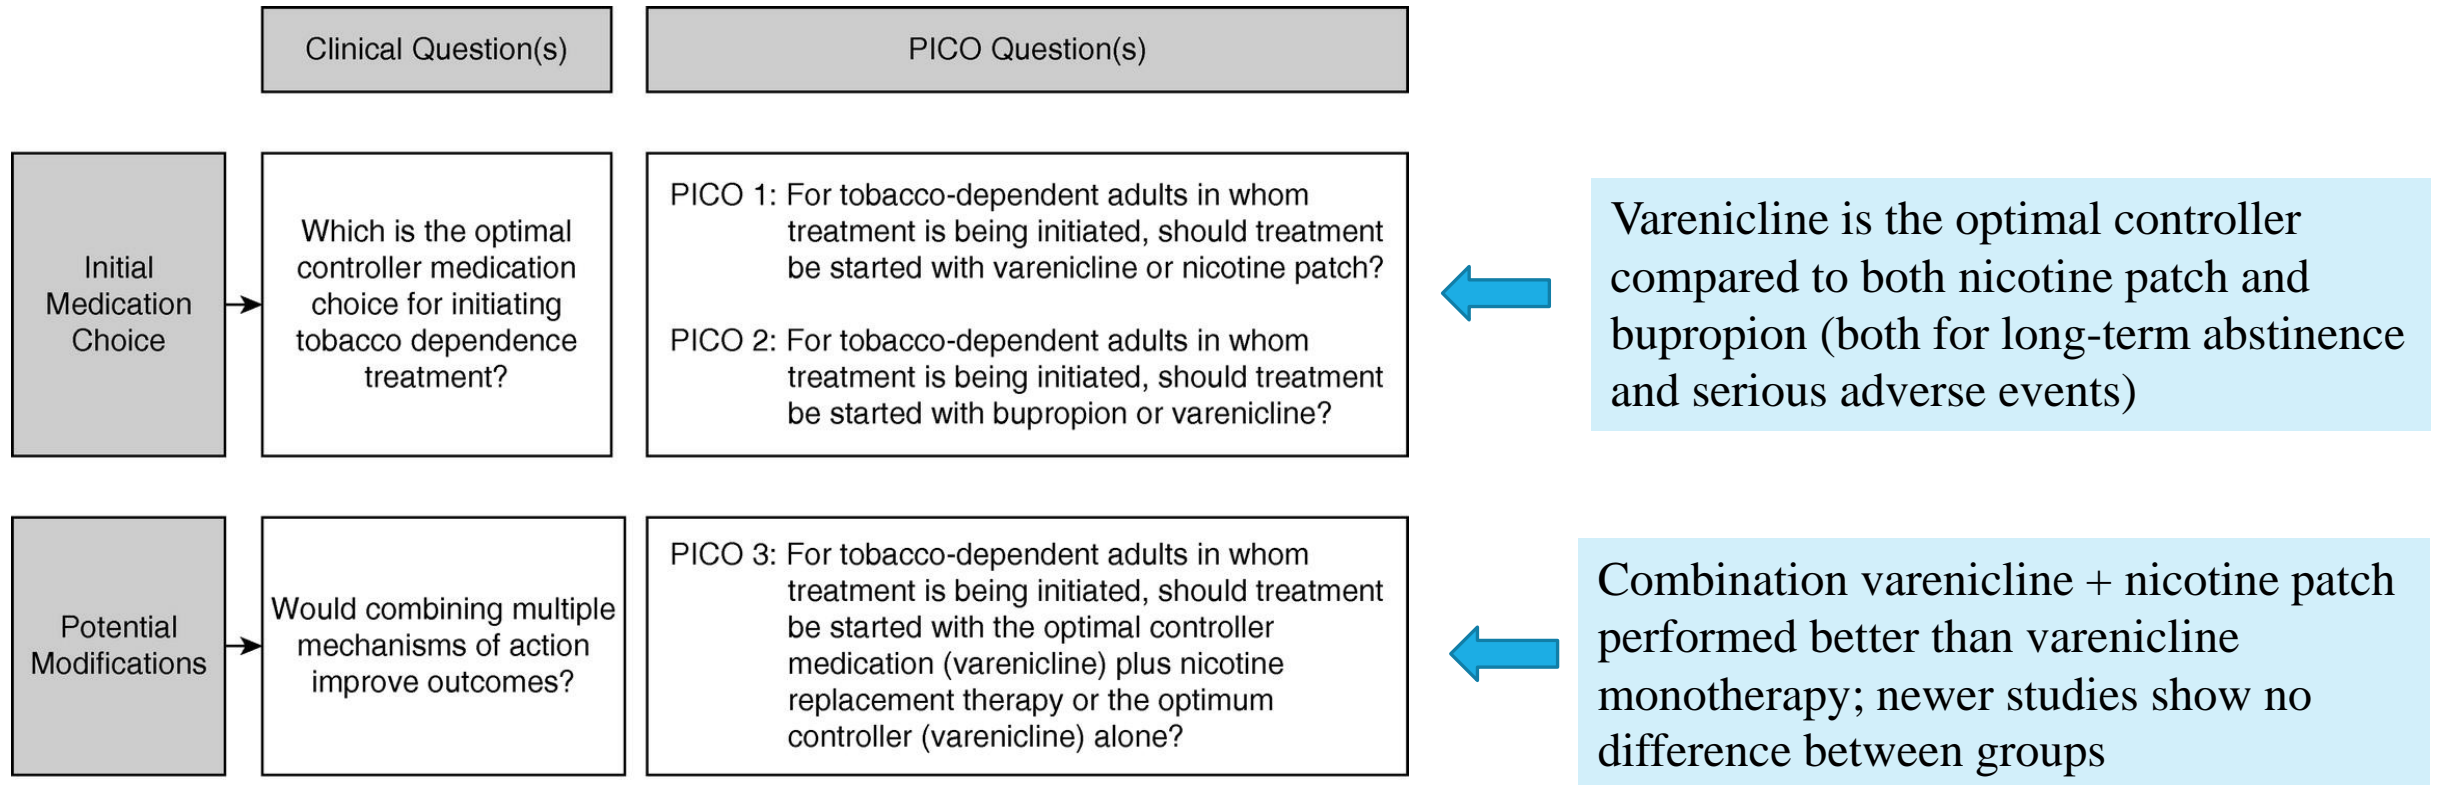 Clinical Question(s)
PICO Question(s)
Initial
Medication
Choice
Which is the optimal
controller medication
choice for initiating
tobacco dependence
treatment?
PICO 1: For tobacco-dependent adults in whom
treatment is being initiated, should treatment
be started with varenicline or nicotine patch?
PICO 2: For tobacco-dependent adults in whom
treatment is being initiated, should treatment
be started with bupropion or varenicline?
Varenicline is the optimal controller
compared to both nicotine patch and
bupropion (both for long-term abstinence
and serious adverse events)
Potential
Modifications
Would combining multiple
mechanisms of action
improve outcomes?
PICO 3: For tobacco-dependent adults in whom
treatment is being initiated, should treatment
be started with the optimal controller
medication (varenicline) plus nicotine
replacement therapy or the optimum
controller (varenicline) alone?
Combination varenicline + nicotine patch
performed better than varenicline
monotherapy; newer studies show no
difference between groups